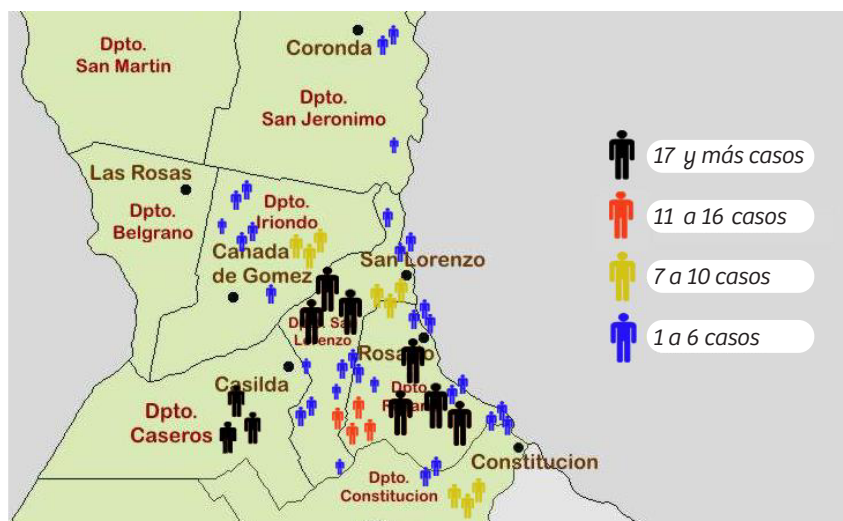 Dpto.
San Martin
Coronda
Dpto.
San Jeronimo
Las Rosas
Dpto.
Belgrano
Dpto.
Iriondo
Canada
de Gomez
San Lorenzo
Lorenzo
Casilda
Dpto.
Caseros
Constitucion
Dpto.
Constitucion
17 y más casos
11 a 16 casos
7 a 10 casos
1 a 6 casos